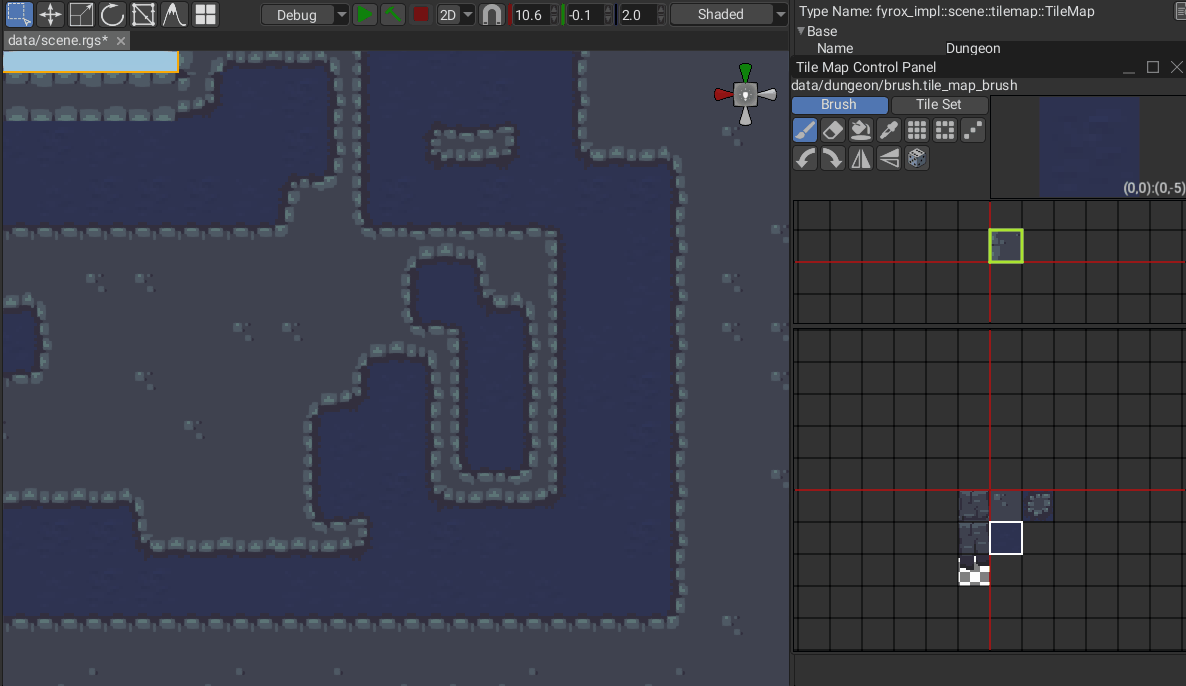 Debug
2D
10.6
-0.1
2.0
Shaded
data/scene.rgs*
Type Name: fyrox_impl::scene::tilemap::TileMap
Base
Name Dungeon
Tile Map Control Panel
data/dungeon/brush.tile_map_brush
Brush
Tile Set
(0,0):(0,-5)